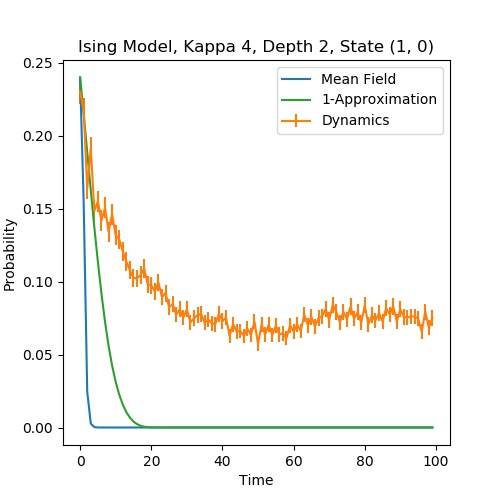 Ising Model, Kappa 4, Depth 2, State (1, 0)
Mean Field
1-Approximation
Dynamics
Probability
0.25
0.20
0.15
0.10
0.05
0.00
0 20 40 60 80 100
Time